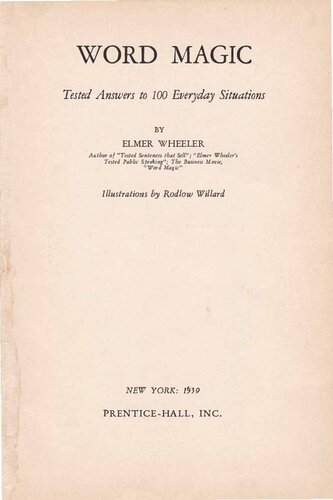 WORD MAGIC
Tested Answers to 100 Everyday Situations
BY
ELMER WHEELER
Author of "Tested Sentences that Sell"; "Elmer Wheeler's
Tested Public Speaking"; The Business Movie,
"Word Magic"
Illustrations by Rodlow Willard
NEW YORK: 1939
PRENTICE-HALL, INC.